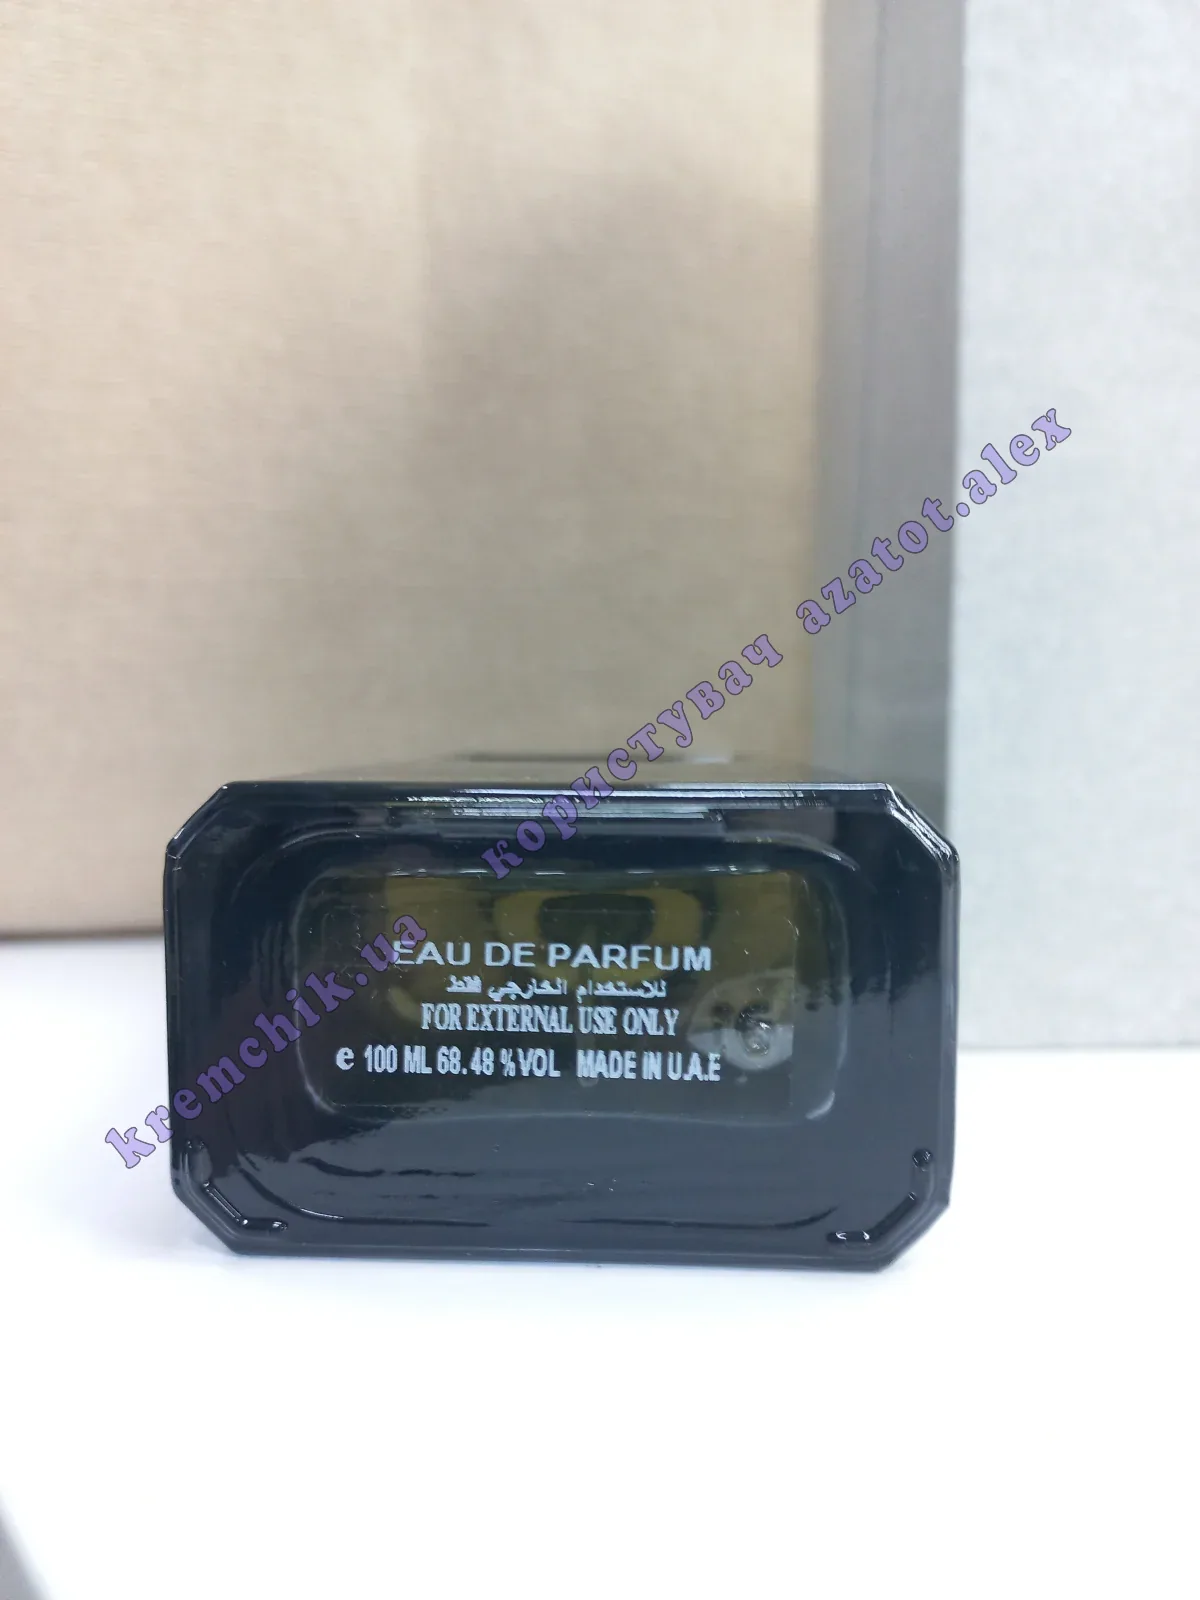 EAU DE PARFUM
للاستخدام الخارجي فقط
FOR EXTERNAL USE ONLY
e 100 ML 68.48 % VOL MADE IN U.A.E
kremchik.ua користувач azatot.alex